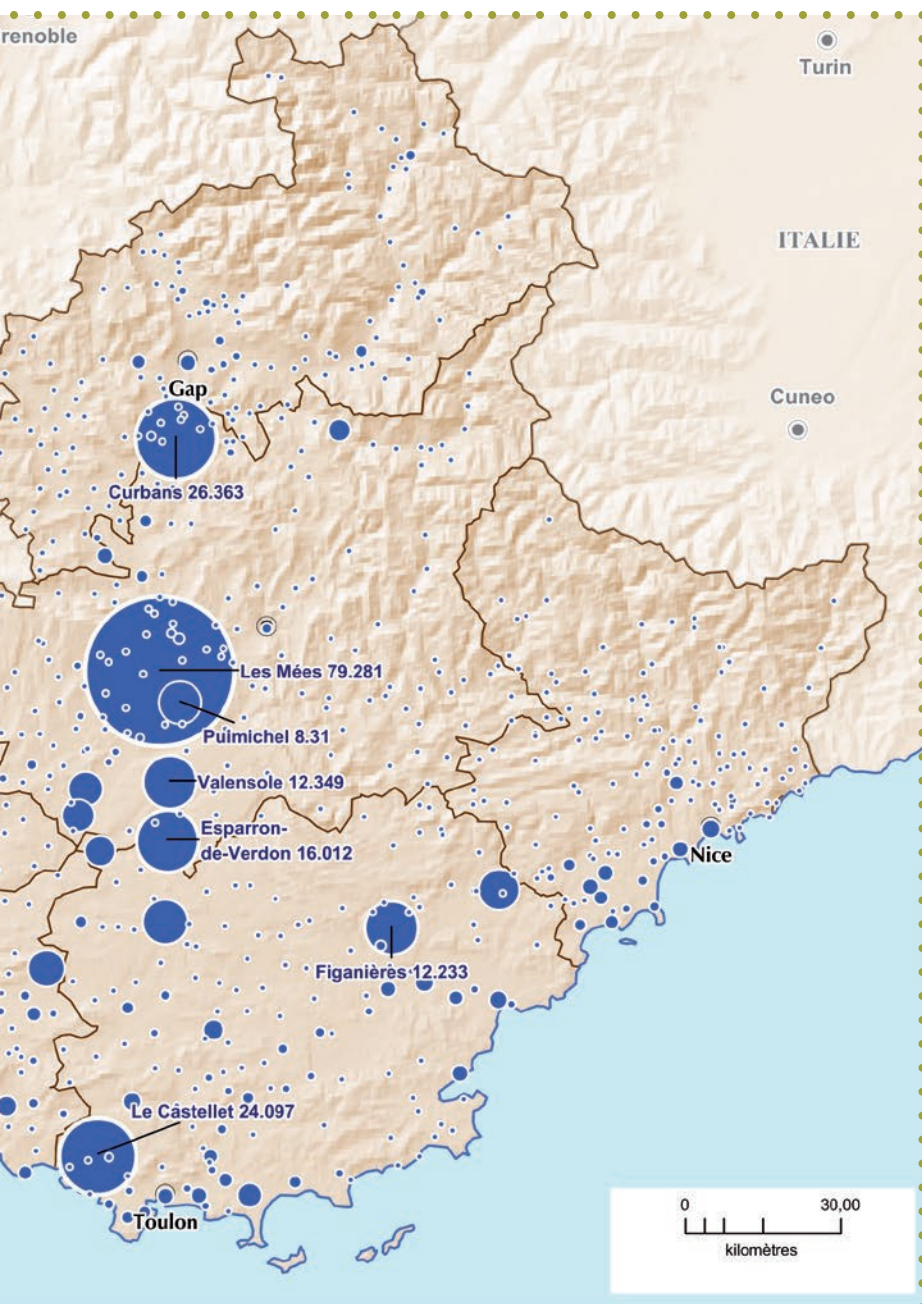 renoble
Turin
ITALIE
Cuneo
Gap
Curbans 26.363
Les Mées 79.281
Puimichel 8.31
Valensole 12.349
Esparron-
de-Verdon 16.012
Nice
Figanières 12.233
Le Castellet 24.097
Toulon
0 30,00
kilomètres